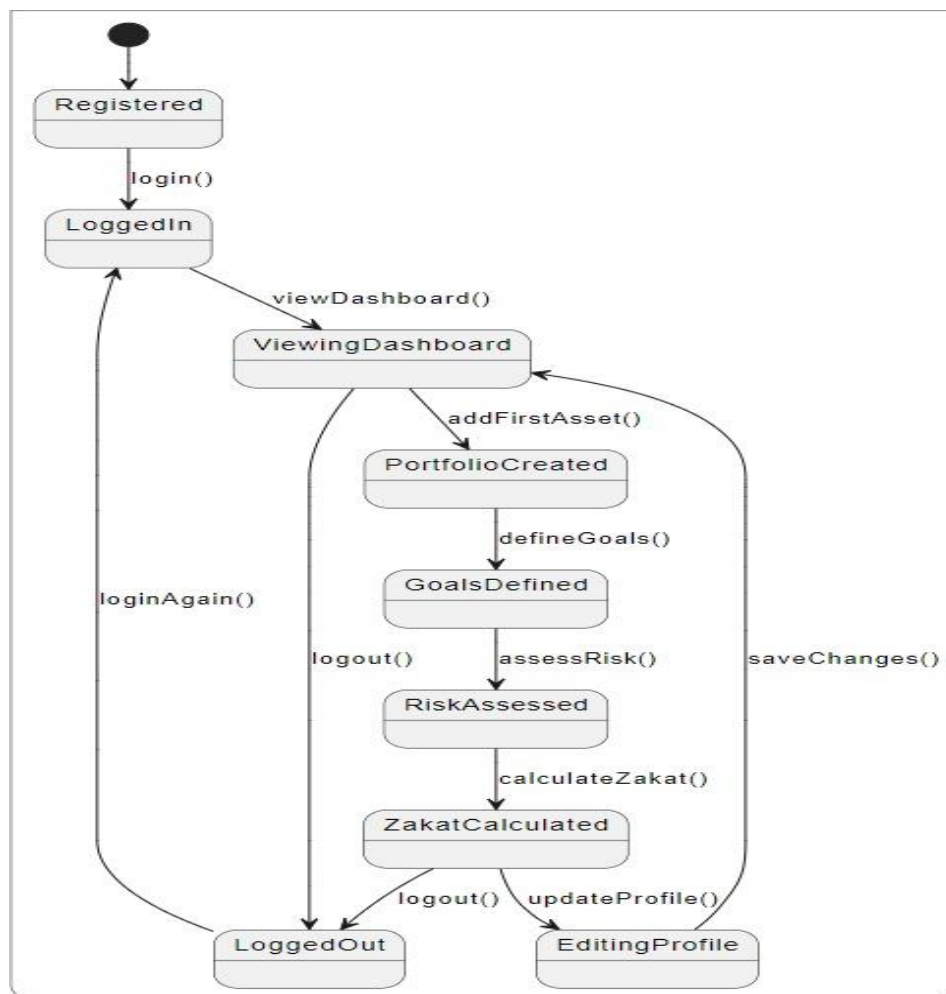 Registered
login()
LoggedIn
viewDashboard()
ViewingDashboard
addFirstAsset()
PortfolioCreated
defineGoals()
GoalsDefined
loginAgain()
logout()
assessRisk()
saveChanges()
RiskAssessed
calculateZakat()
ZakatCalculated
logout()
updateProfile()
LoggedOut
EditingProfile